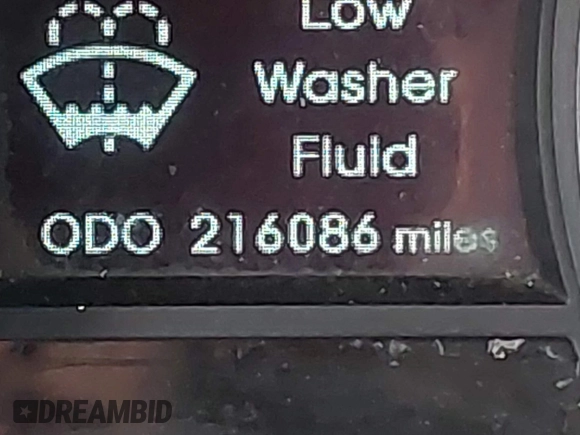 Low
Washer
Fluid
ODO 216086 miles
DREAMBID